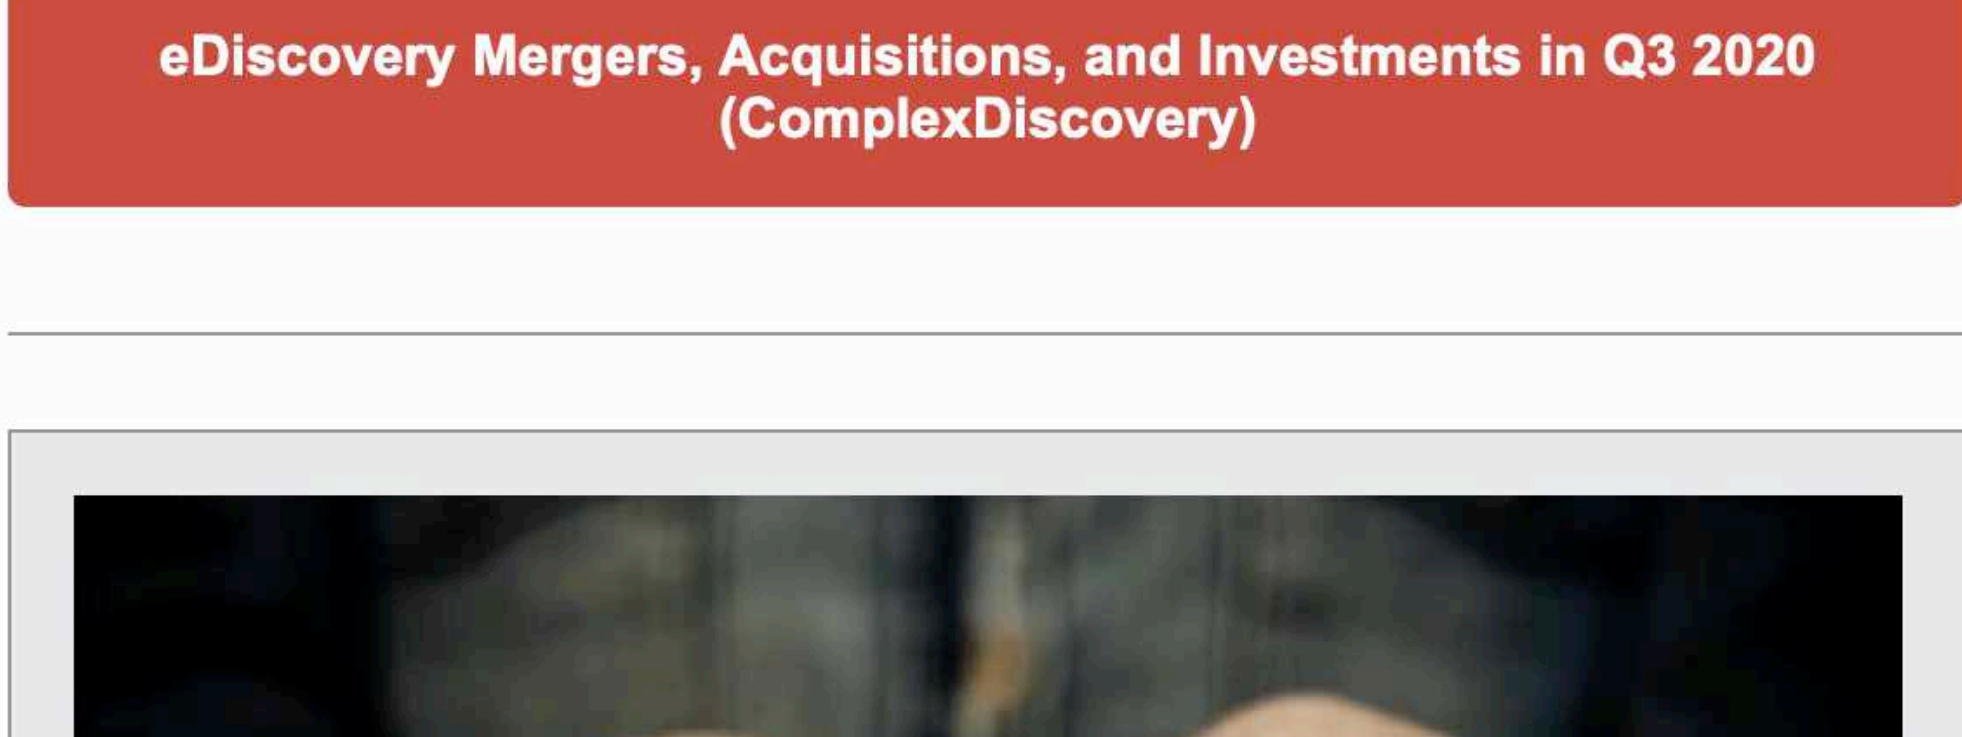 eDiscovery Mergers, Acquisitions, and Investments in Q3 2020
(ComplexDiscovery)